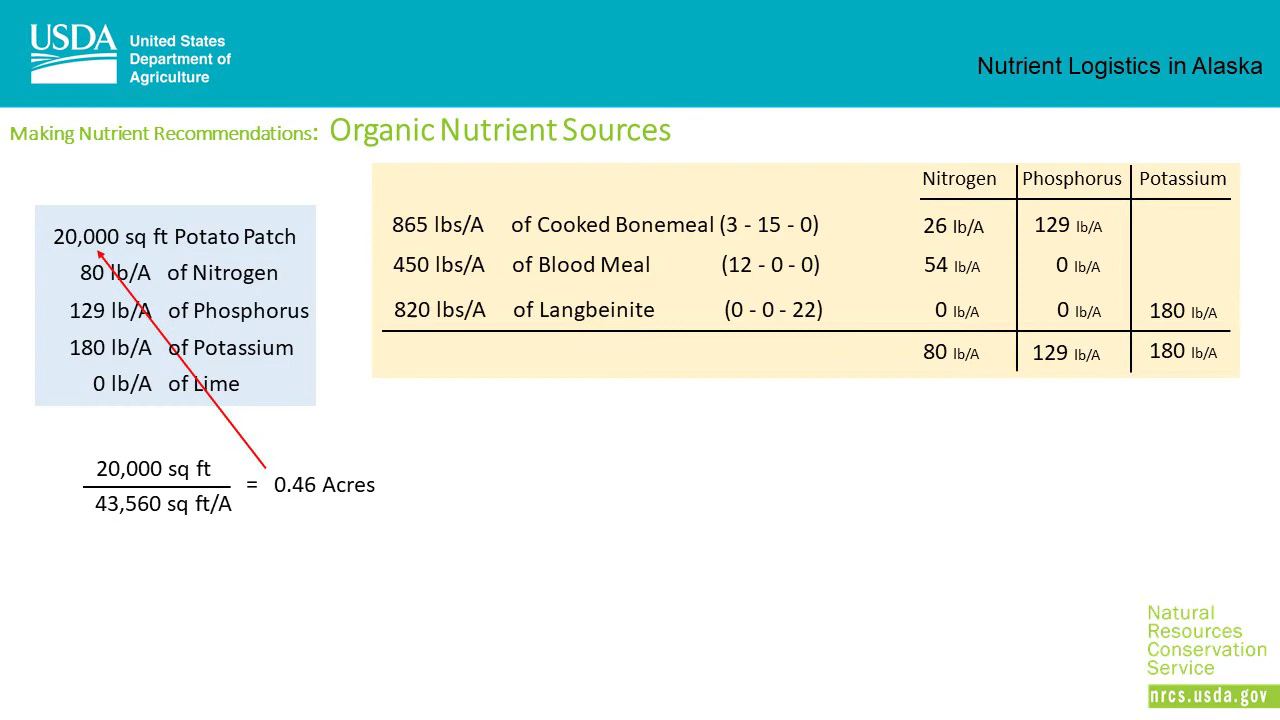 USDA
United States
Department of
Agriculture
Nutrient Logistics in Alaska
Making Nutrient Recommendations: Organic Nutrient Sources
20,000 sq ft Potato Patch
80 lb/A of Nitrogen
129 lb/A of Phosphorus
180 lb/A of Potassium
0 lb/A of Lime
Nitrogen Phosphorus Potassium
865 lbs/A of Cooked Bonemeal (3 - 15 - 0) 26 lb/A 129 lb/A
450 lbs/A of Blood Meal (12 - 0 - 0) 54 lb/A 0 lb/A
820 lbs/A of Langbeinite (0 - 0 - 22) 0 lb/A 0 lb/A 180 lb/A
80 lb/A 129 lb/A 180 lb/A
20,000 sq ft
43,560 sq ft/A
= 0.46 Acres
Natural
Resources
Conservation
Service
nrcs.usda.gov